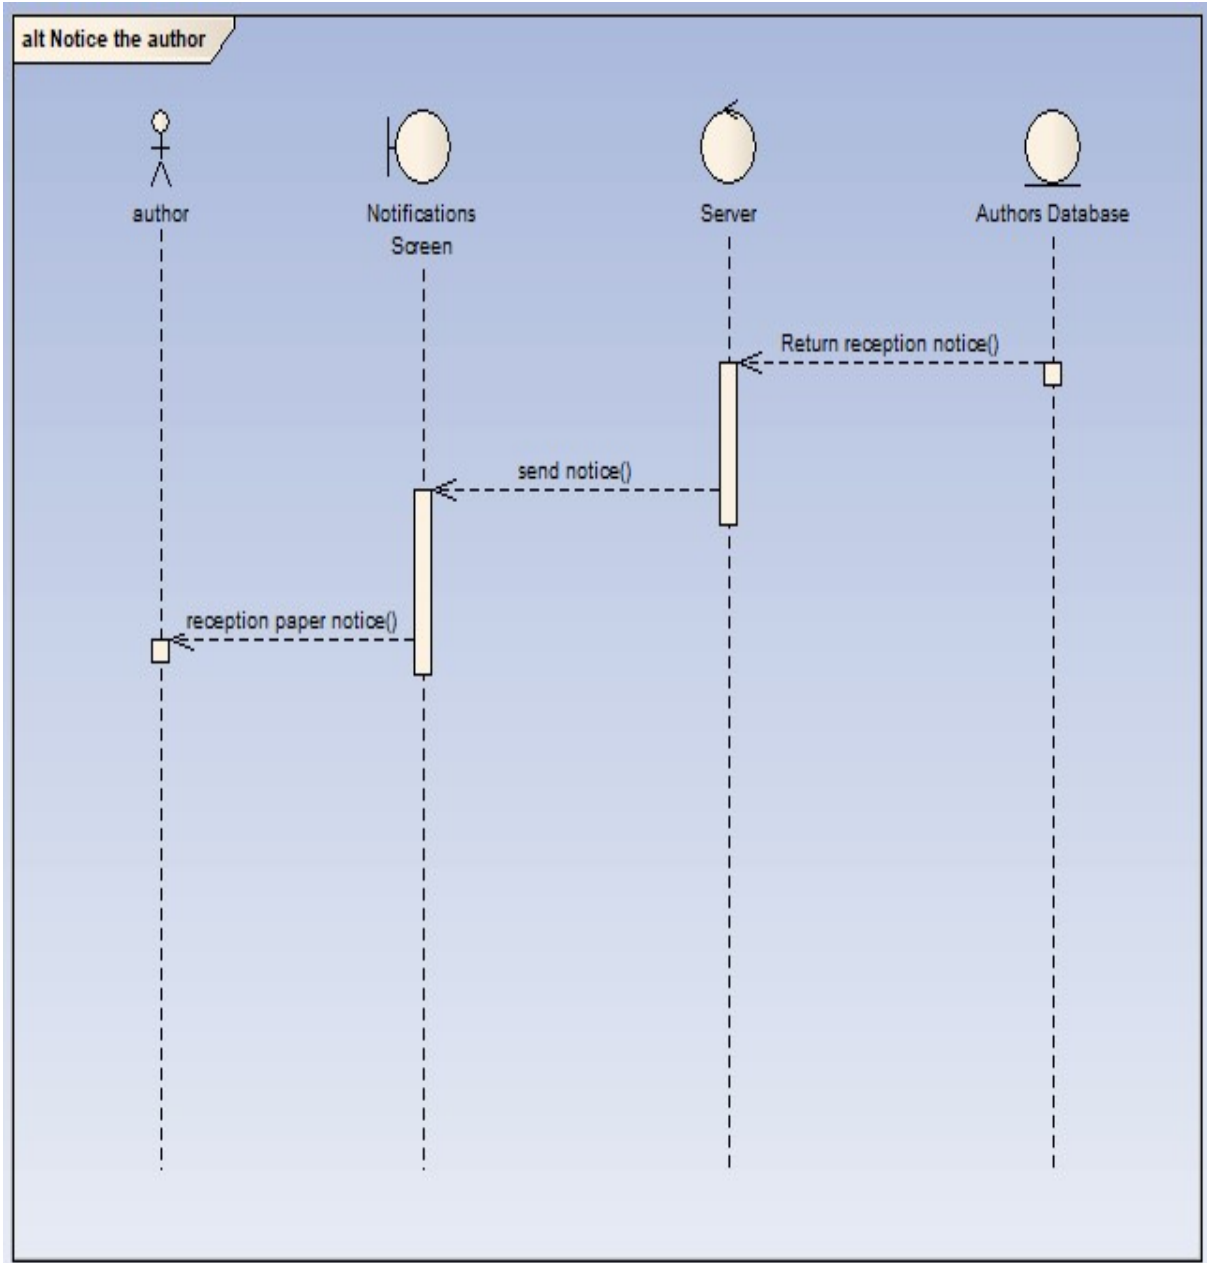 alt Notice the author
author
Notifications
Screen
Server
Authors Database
Return reception notice()
send notice()
reception paper notice()